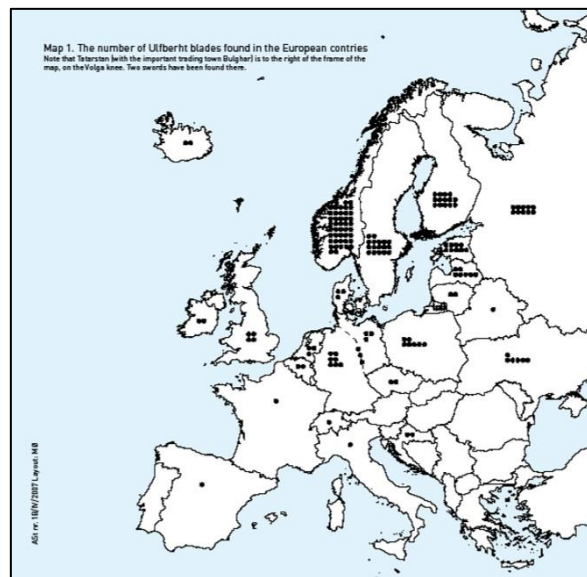 Map 1. The number of Ulfberht blades found in the European contries
Note that Tatarstan (with the important trading town Bulghar) is to the right of the frame of the
map, on the Volga knee. Two swords have been found there.
ASt nr. 18/IV/2007 Layout: MØ